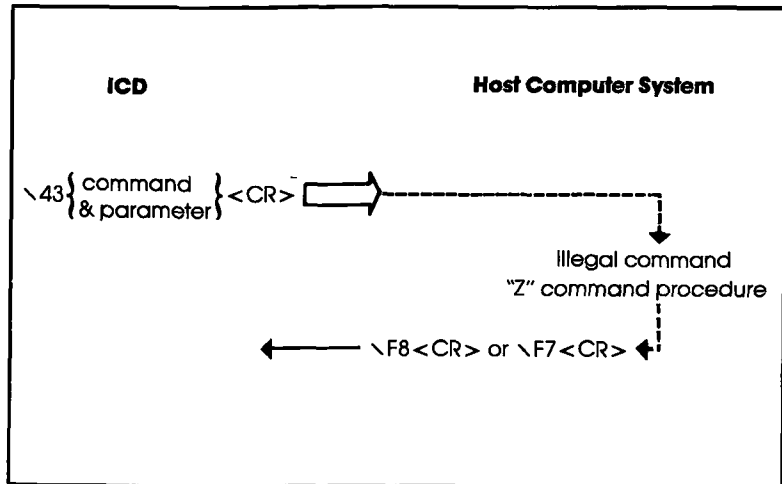 ICD Host Computer System
\43{command & parameter}<CR>
Illegal command
"Z" command procedure
\F8<CR> or \F7<CR>